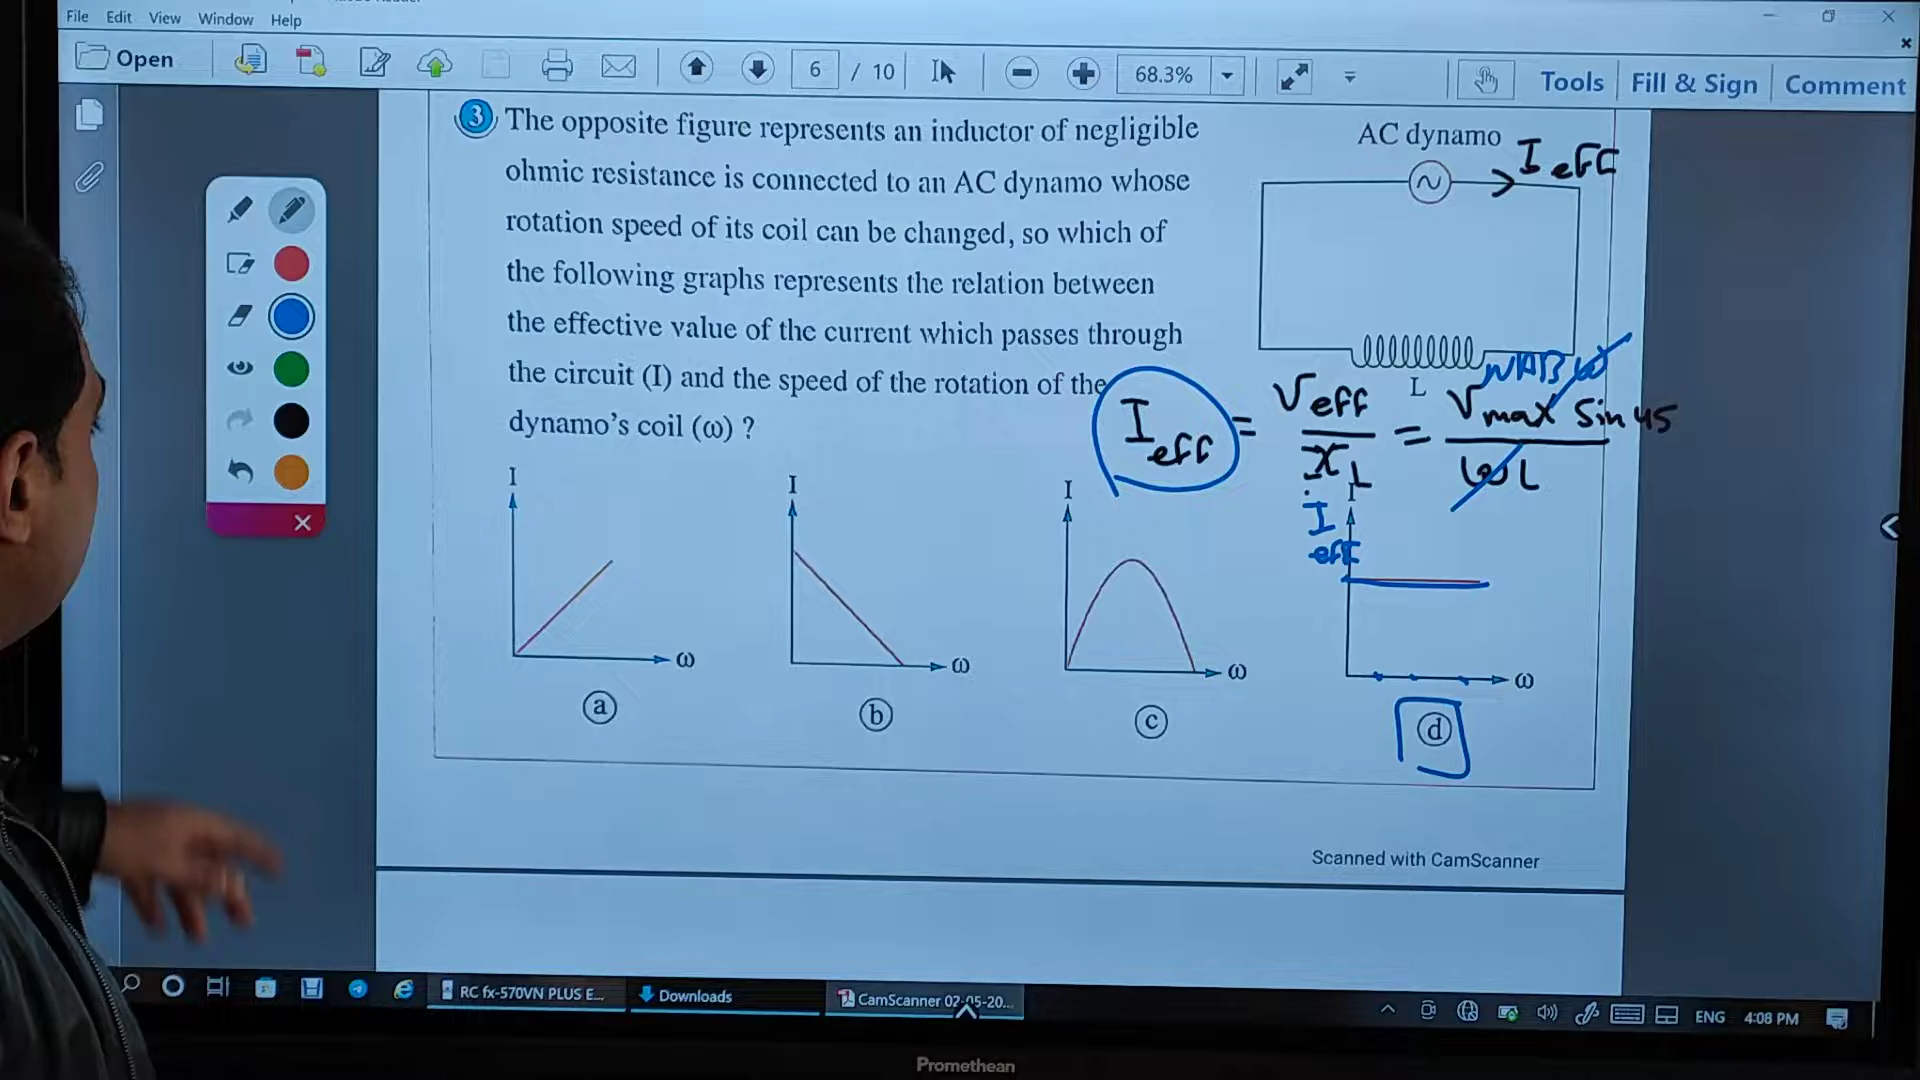 File Edit View Window Help
Open 6 / 10 68.3% Tools Fill & Sign Comment
3 The opposite figure represents an inductor of negligible
ohmic resistance is connected to an AC dynamo whose
rotation speed of its coil can be changed, so which of
the following graphs represents the relation between
the effective value of the current which passes through
the circuit (I) and the speed of the rotation of the
dynamo's coil (ω) ?
AC dynamo
I eff
L
NAB ω
I eff = V eff / X L = V max Sin 45 / ω L
I
ω
a
I
ω
b
I
ω
c
I
I eff
ω
d
Scanned with CamScanner
RC fx-570VN PLUS E... Downloads CamScanner 02-05-20... ENG 4:08 PM
Promethean